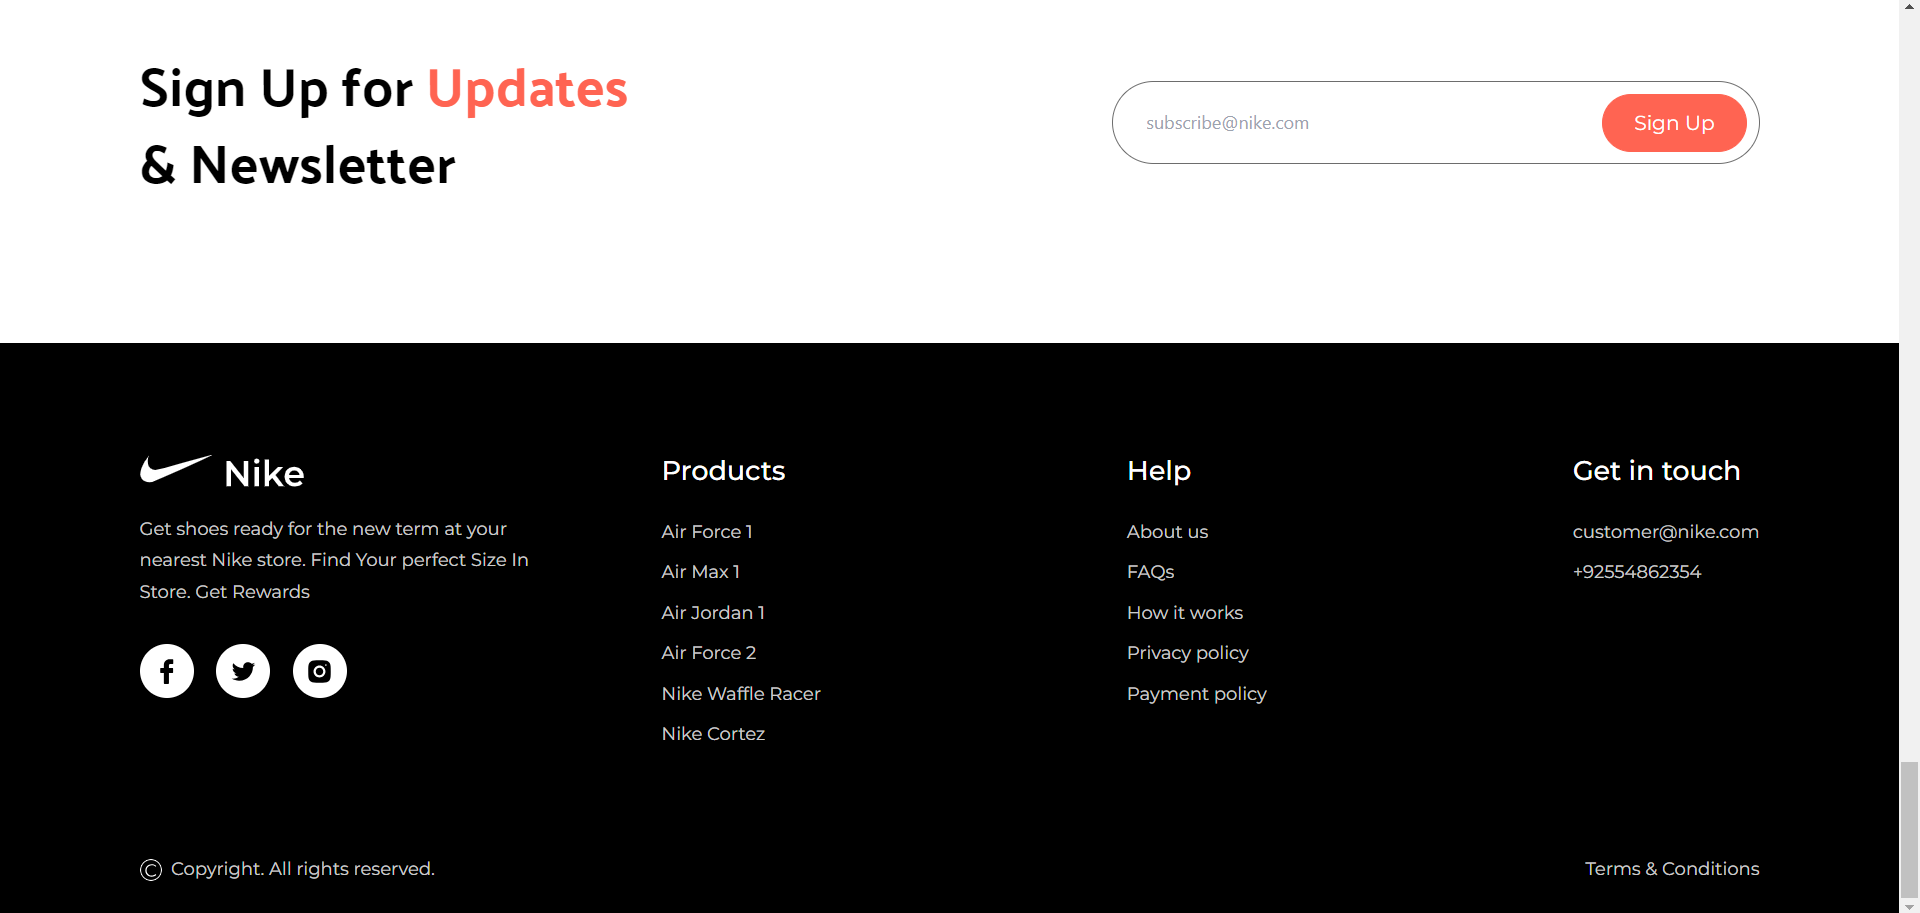 Sign Up for Updates
& Newsletter
subscribe@nike.com
Sign Up
Nike
Get shoes ready for the new term at your
nearest Nike store. Find Your perfect Size In
Store. Get Rewards
Products
Air Force 1
Air Max 1
Air Jordan 1
Air Force 2
Nike Waffle Racer
Nike Cortez
Help
About us
FAQs
How it works
Privacy policy
Payment policy
Get in touch
customer@nike.com
+92554862354
© Copyright. All rights reserved.
Terms & Conditions